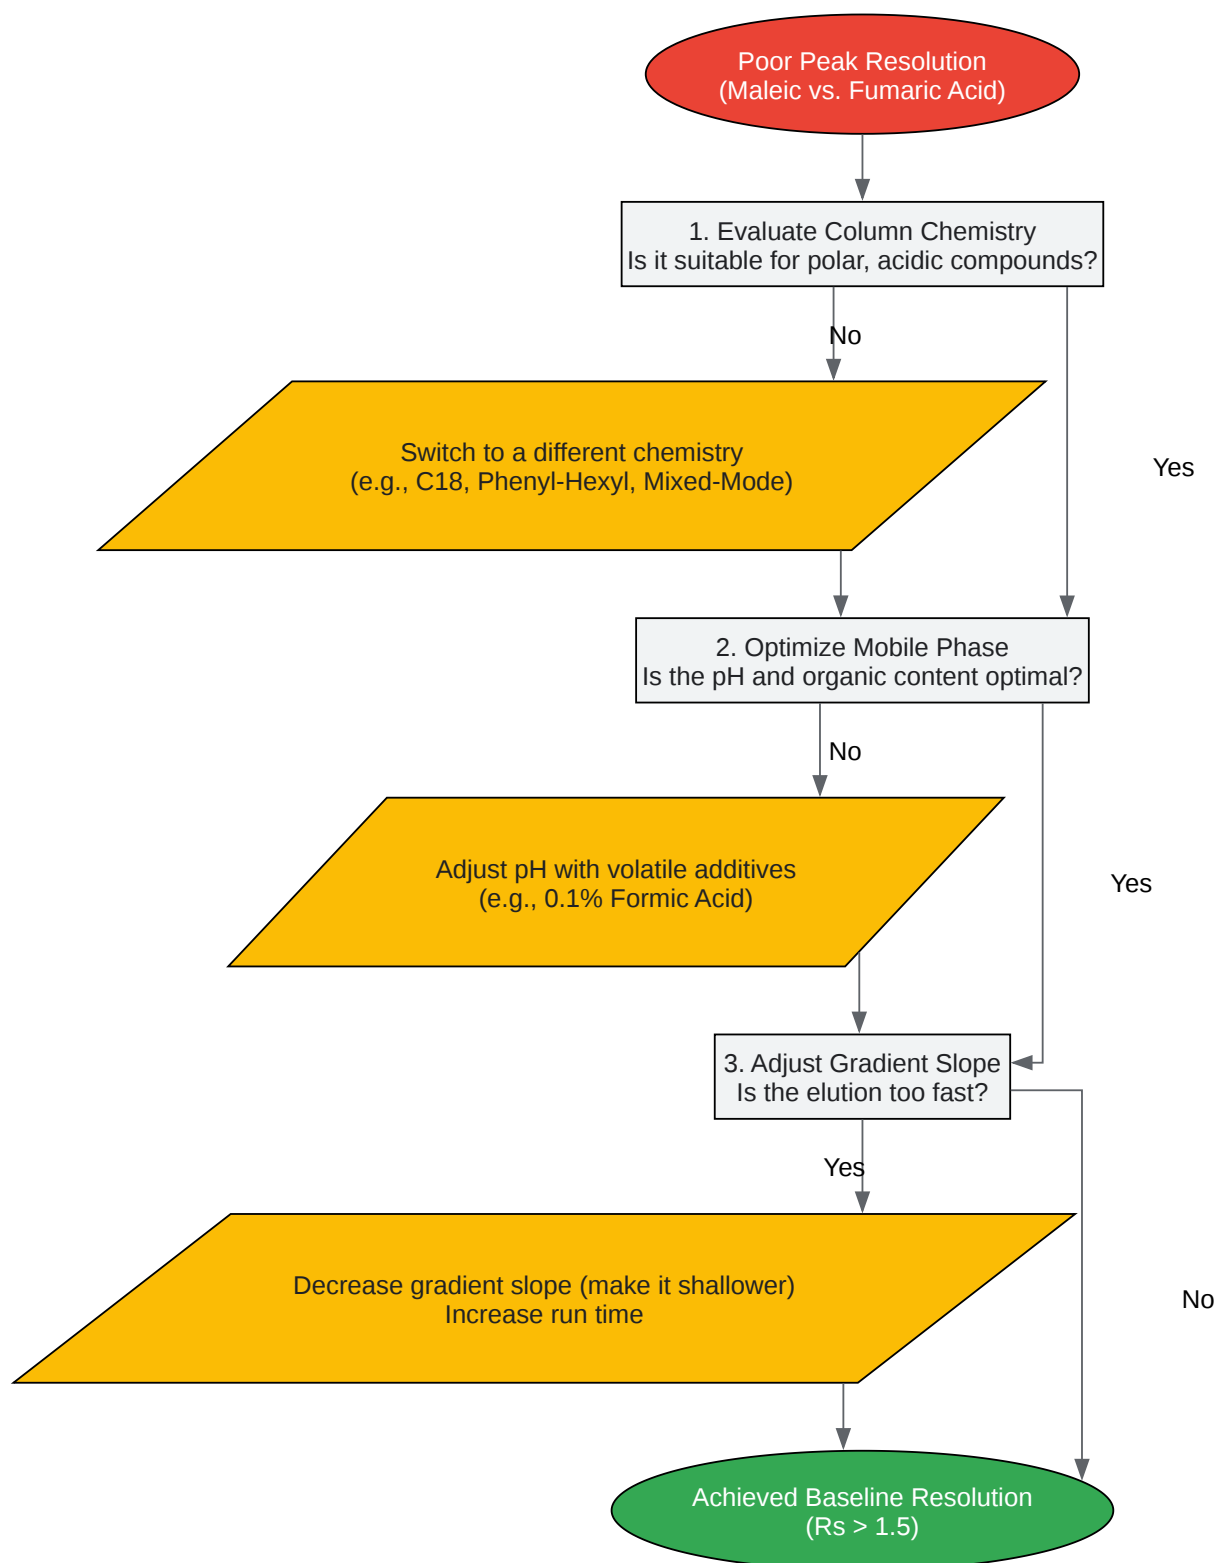 Poor Peak Resolution
(Maleic vs. Fumaric Acid)
1. Evaluate Column Chemistry
Is it suitable for polar, acidic compounds?
No
Switch to a different chemistry
(e.g., C18, Phenyl-Hexyl, Mixed-Mode)
Yes
2. Optimize Mobile Phase
Is the pH and organic content optimal?
No
Adjust pH with volatile additives
(e.g., 0.1% Formic Acid)
Yes
3. Adjust Gradient Slope
Is the elution too fast?
Yes
Decrease gradient slope (make it shallower)
Increase run time
No
Achieved Baseline Resolution
(Rs > 1.5)